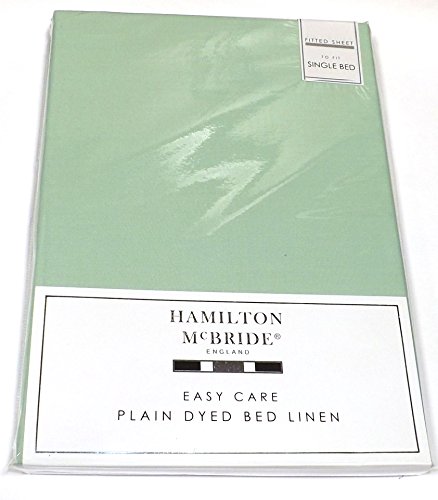 FITTED SHEET
TO FIT
SINGLE BED
HAMILTON
McBRIDE®
ENGLAND
EASY CARE
PLAIN DYED BED LINEN